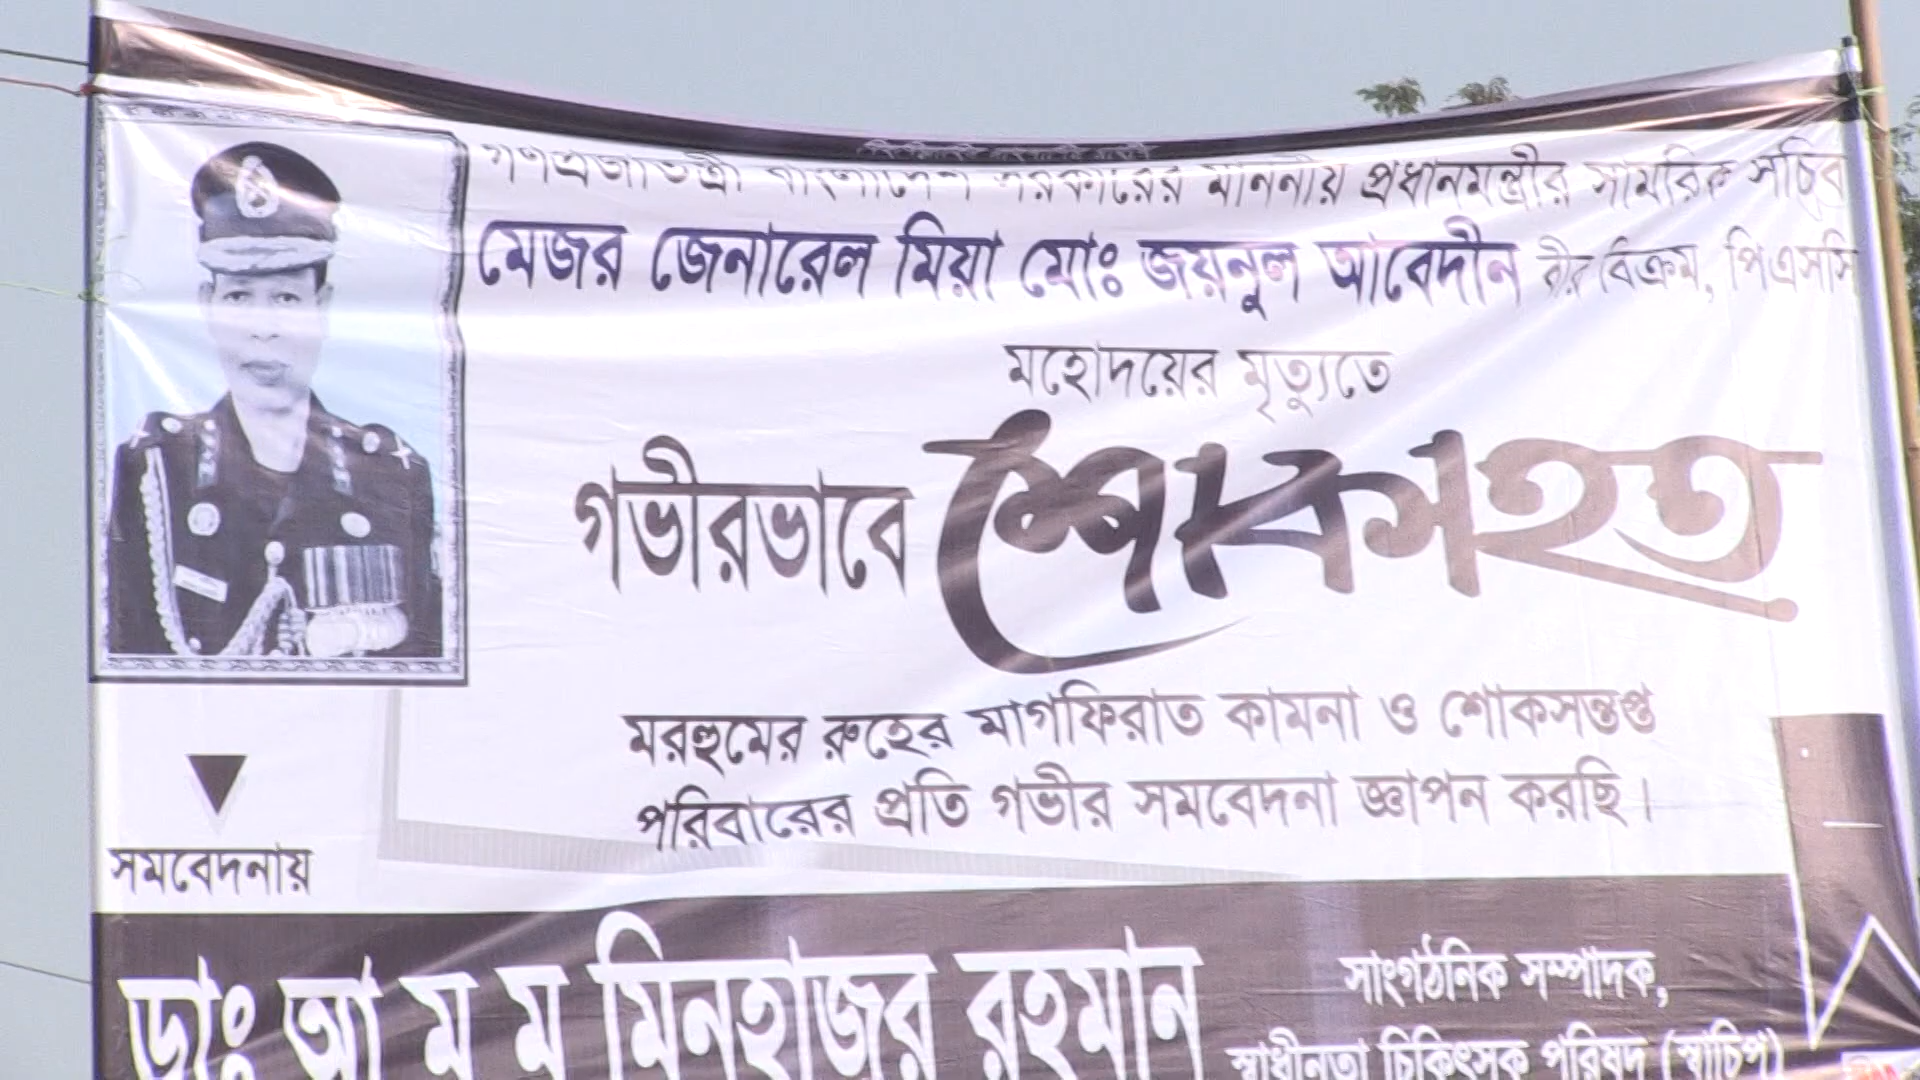 গণপ্রজাতন্ত্রী বাংলাদেশ সরকারের মাননীয় প্রধানমন্ত্রীর সামরিক সচিব
মেজর জেনারেল মিয়া মোঃ জয়নুল আবেদীন বীর বিক্রম, পিএসসি
মহোদয়ের মৃত্যুতে
গভীরভাবে শোকাহত
মরহুমের রুহের মাগফিরাত কামনা ও শোকসন্তপ্ত
পরিবারের প্রতি গভীর সমবেদনা জ্ঞাপন করছি।
সমবেদনায়
ডাঃ আ ম ম মিনহাজুর রহমান
সাংগঠনিক সম্পাদক,
স্বাধীনতা চিকিৎসক পরিষদ (স্বাচিপ)